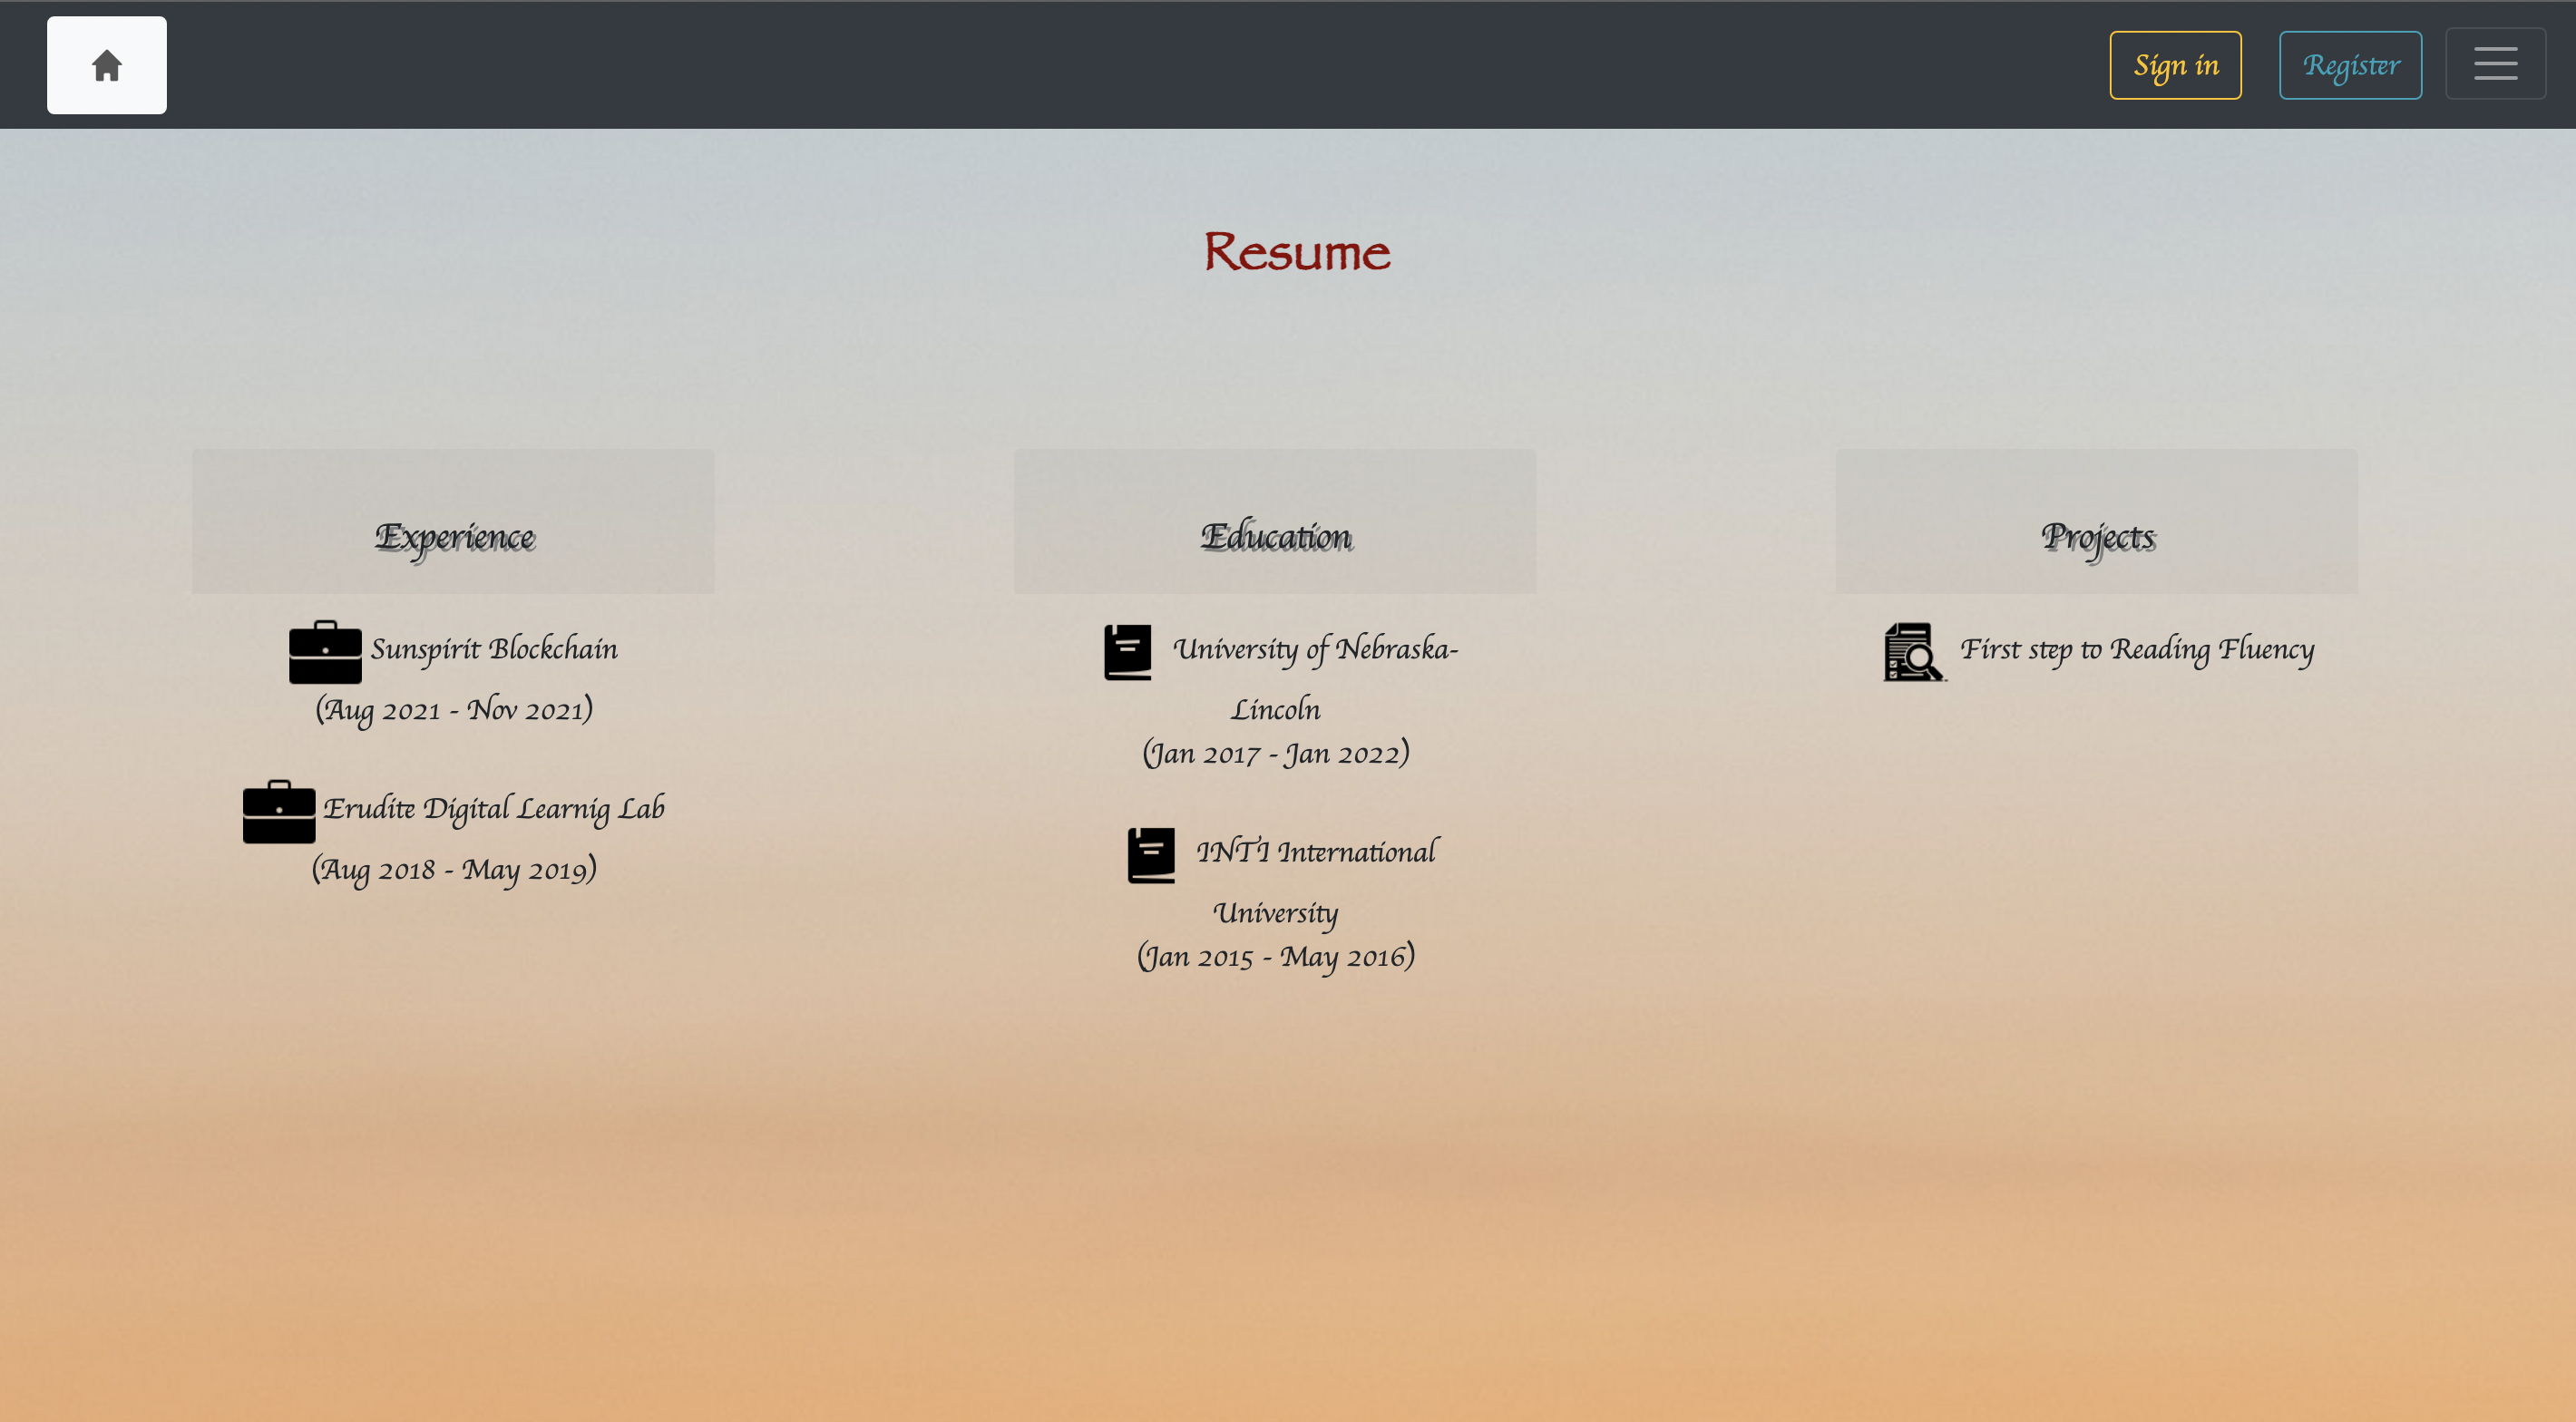 Sign in
Register
Resume
Experience
Sunspirit Blockchain
(Aug 2021 - Nov 2021)
Erudite Digital Learnig Lab
(Aug 2018 - May 2019)
Education
University of Nebraska-
Lincoln
(Jan 2017 - Jan 2022)
INTI International
University
(Jan 2015 - May 2016)
Projects
First step to Reading Fluency